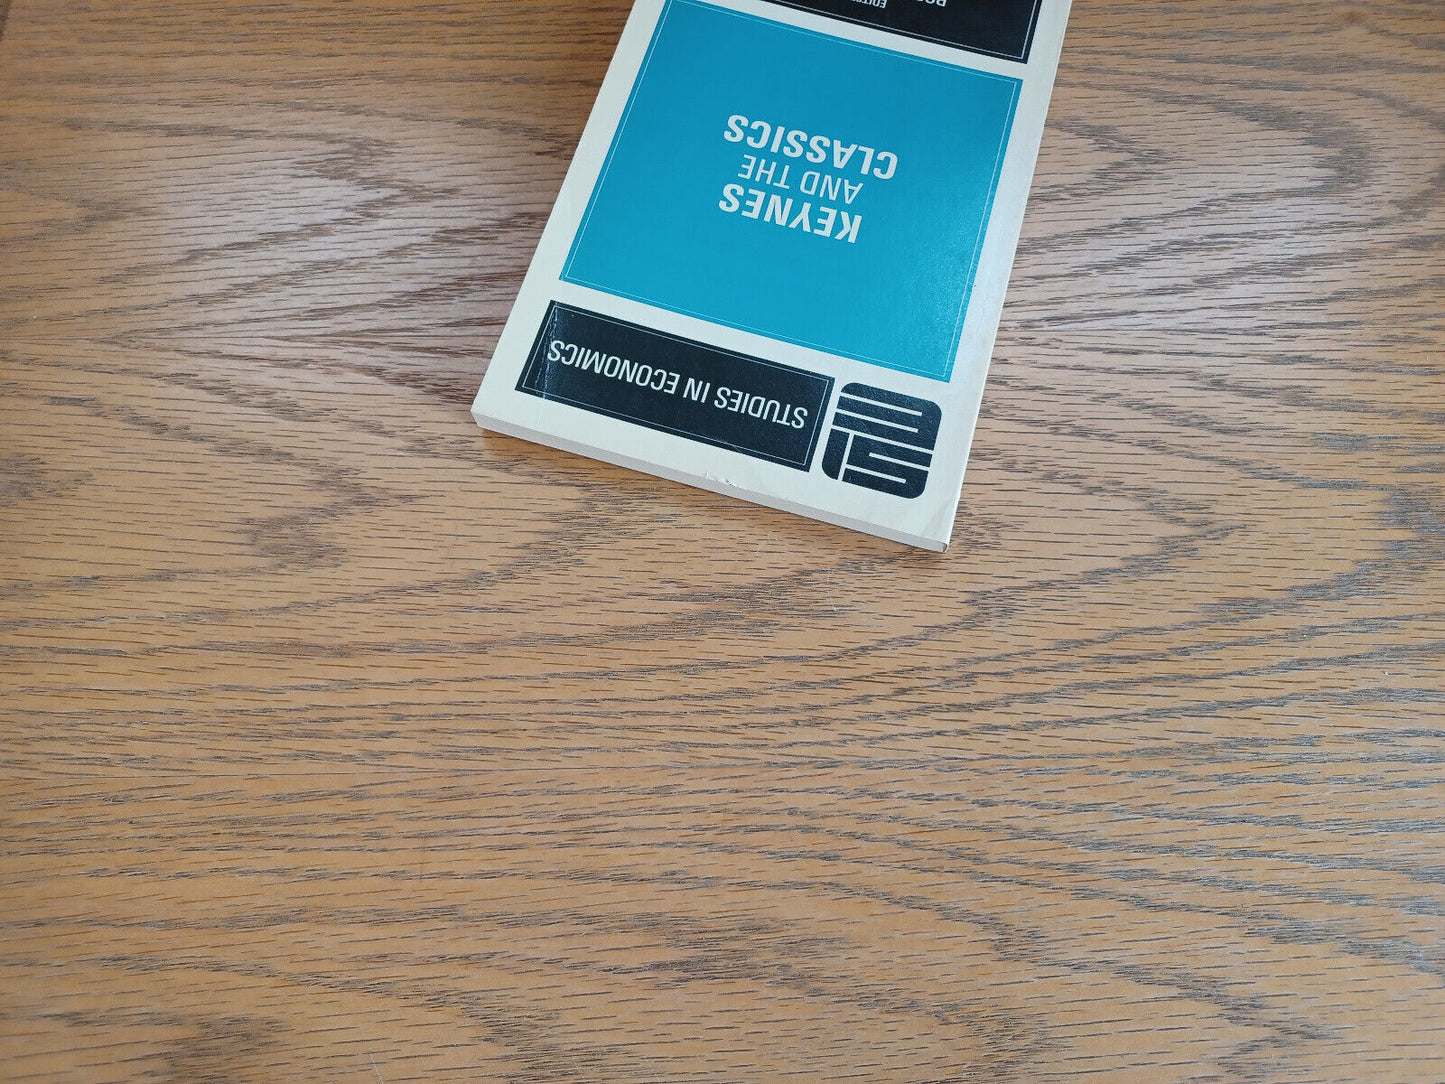 STUDIES IN ECONOMICS
KEYNES
AND THE
CLASSICS